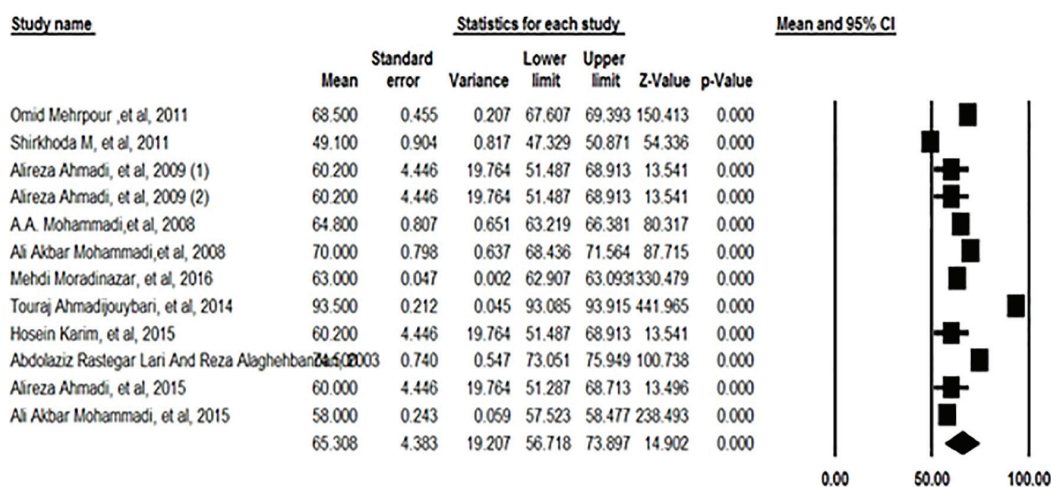 Study name Statistics for each study Mean and 95% CI
Standard Lower Upper
Mean error Variance limit limit Z-Value p-Value
Omid Mehrpour ,et al, 2011 68.500 0.455 0.207 67.607 69.393 150.413 0.000
Shirkhoda M, et al, 2011 49.100 0.904 0.817 47.329 50.871 54.336 0.000
Alireza Ahmadi, et al, 2009 (1) 60.200 4.446 19.764 51.487 68.913 13.541 0.000
Alireza Ahmadi, et al, 2009 (2) 60.200 4.446 19.764 51.487 68.913 13.541 0.000
A.A. Mohammadi,et al, 2008 64.800 0.807 0.651 63.219 66.381 80.317 0.000
Ali Akbar Mohammadi,et al, 2008 70.000 0.798 0.637 68.436 71.564 87.715 0.000
Mehdi Moradinazar, et al, 2016 63.000 0.047 0.002 62.907 63.093 1330.479 0.000
Touraj Ahmadijouybari, et al, 2014 93.500 0.212 0.045 93.085 93.915 441.965 0.000
Hosein Karim, et al, 2015 60.200 4.446 19.764 51.487 68.913 13.541 0.000
Abdolaziz Rastegar Lari And Reza 2003 0.740 0.547 73.051 75.949 100.738 0.000
Alireza Ahmadi, et al, 2015 60.000 4.446 19.764 51.287 68.713 13.496 0.000
Ali Akbar Mohammadi, et al, 2015 58.000 0.243 0.059 57.523 58.477 238.493 0.000
65.308 4.383 19.207 56.718 73.897 14.902 0.000
0.00 50.00 100.00